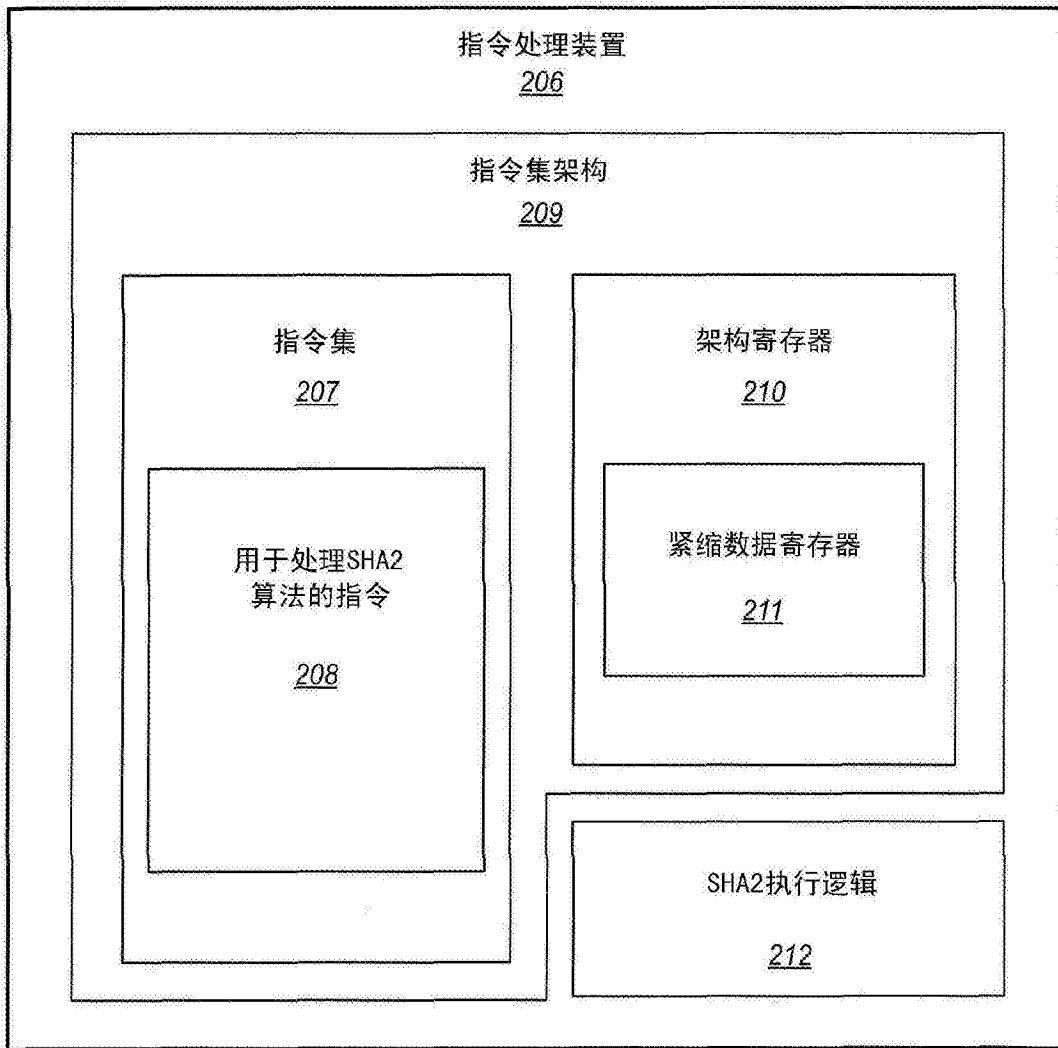 指令处理装置
206
指令集架构
209
指令集
207
用于处理SHA2
算法的指令
208
架构寄存器
210
紧缩数据寄存器
211
SHA2执行逻辑
212